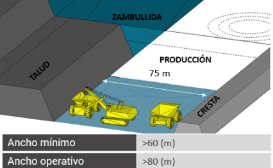 ZAMBULLIDA
PRODUCCIÓN
75 m
TALUD
CRESTA
Ancho mínimo >60 (m)
Ancho operativo >80 (m)